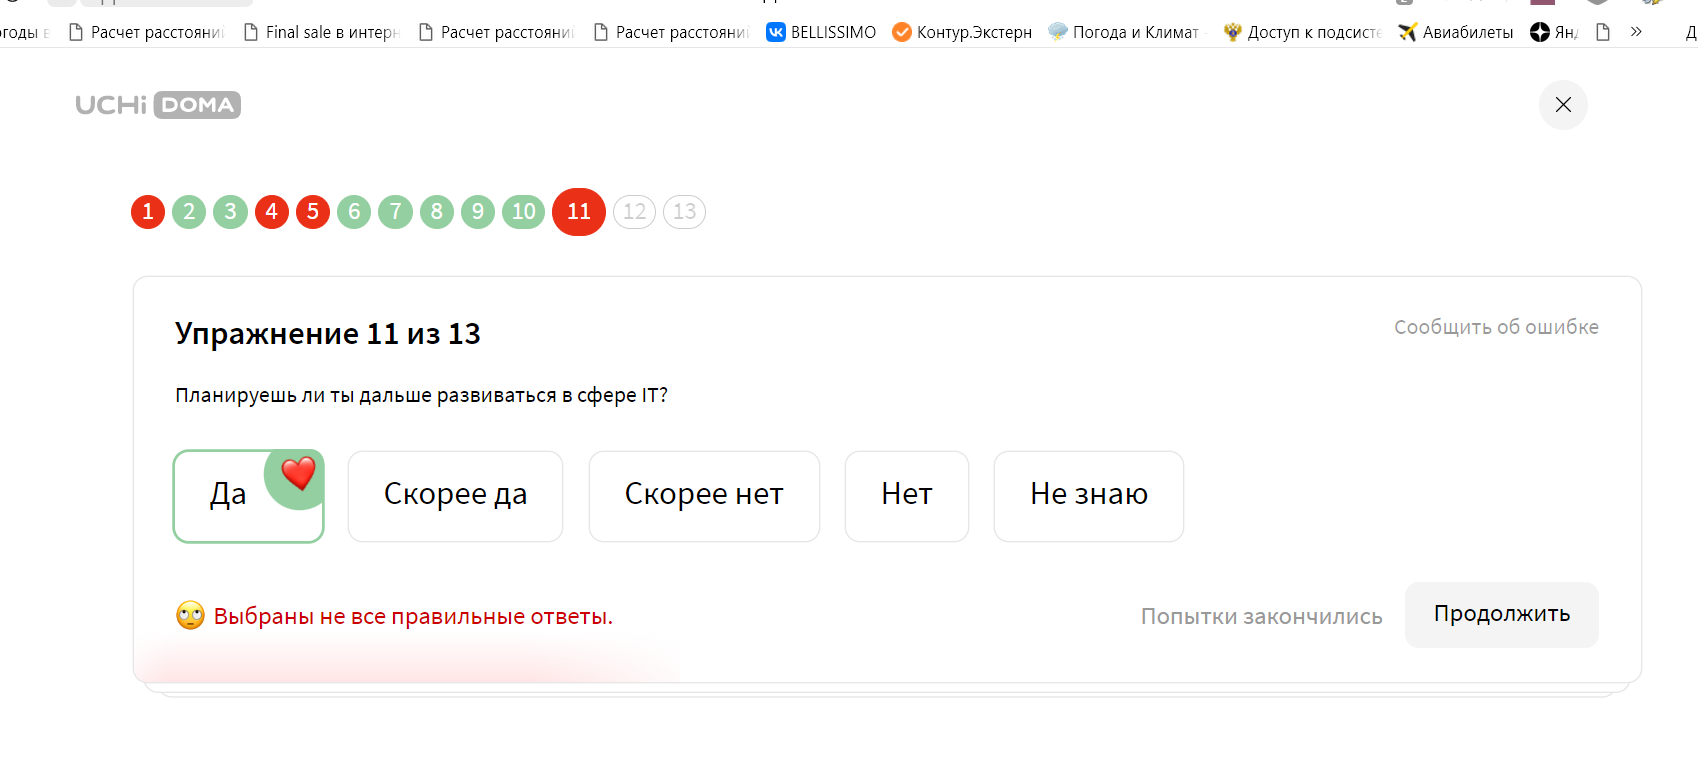 Расчет расстояни
Final sale в интерн
Расчет расстояни
Расчет расстояни
BELLISSIMO
Контур.Экстерн
Погода и Климат
Доступ к подсисте
Авиабилеты
UCHi DOMA
1 2 3 4 5 6 7 8 9 10 11 12 13
Упражнение 11 из 13
Сообщить об ошибке
Планируешь ли ты дальше развиваться в сфере IT?
Да
Скорее да
Скорее нет
Нет
Не знаю
Выбраны не все правильные ответы.
Попытки закончились
Продолжить